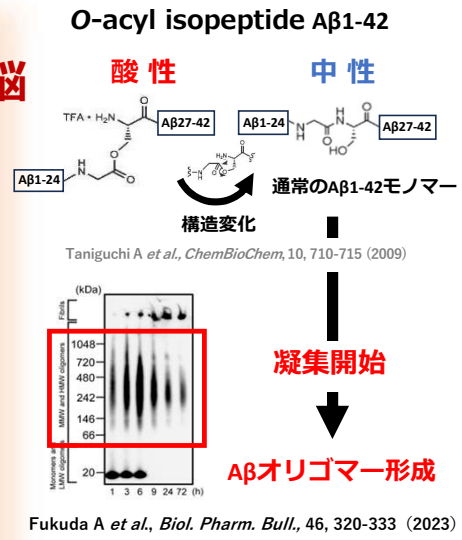 O-acyl isopeptide Aβ1-42
脳
酸 性
中 性
TFA・H₂N
O
Aβ27-42
O
Aβ1-24
N
H
O
構造変化
Aβ1-24
N
H
O
H
N
O
Aβ27-42
HO
通常のAβ1-42モノマー
Taniguchi A et al., ChemBioChem, 10, 710-715 (2009)
(kDa)
Fibrils
MMW and HMW oligomers
1048
720
480
242
146
66
20
1 3 6 9 24 72 (h)
凝集開始
Aβオリゴマー形成
Fukuda A et al., Biol. Pharm. Bull., 46, 320-333（2023）